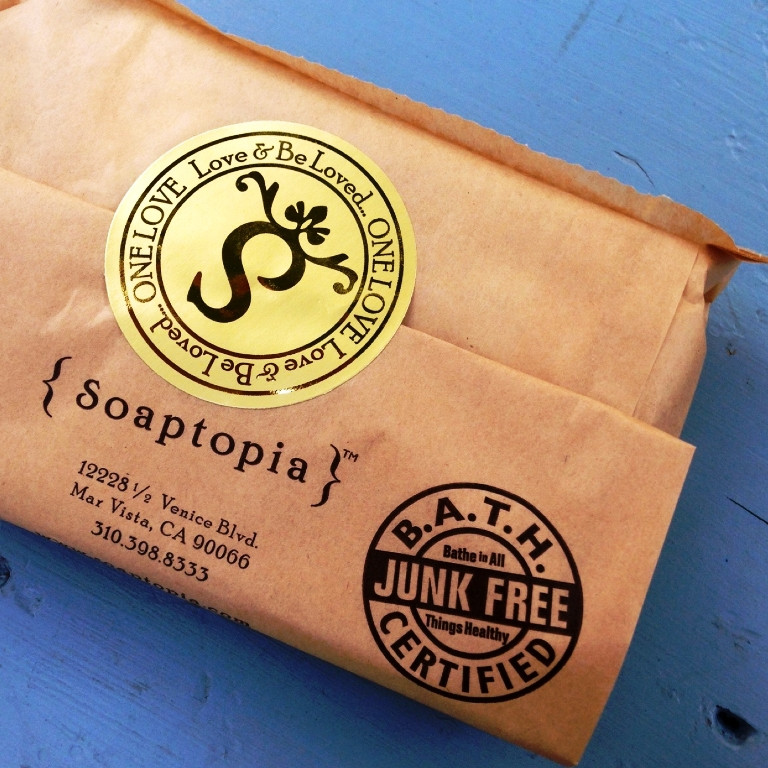 ONE LOVE Love & Be Loved... ONE LOVE Love & Be Loved...
{ Soaptopia }™
12228 ½ Venice Blvd.
Mar Vista, CA 90066
310.398.8333
B.A.T.H.
Bathe in All
JUNK FREE
Things Healthy
CERTIFIED